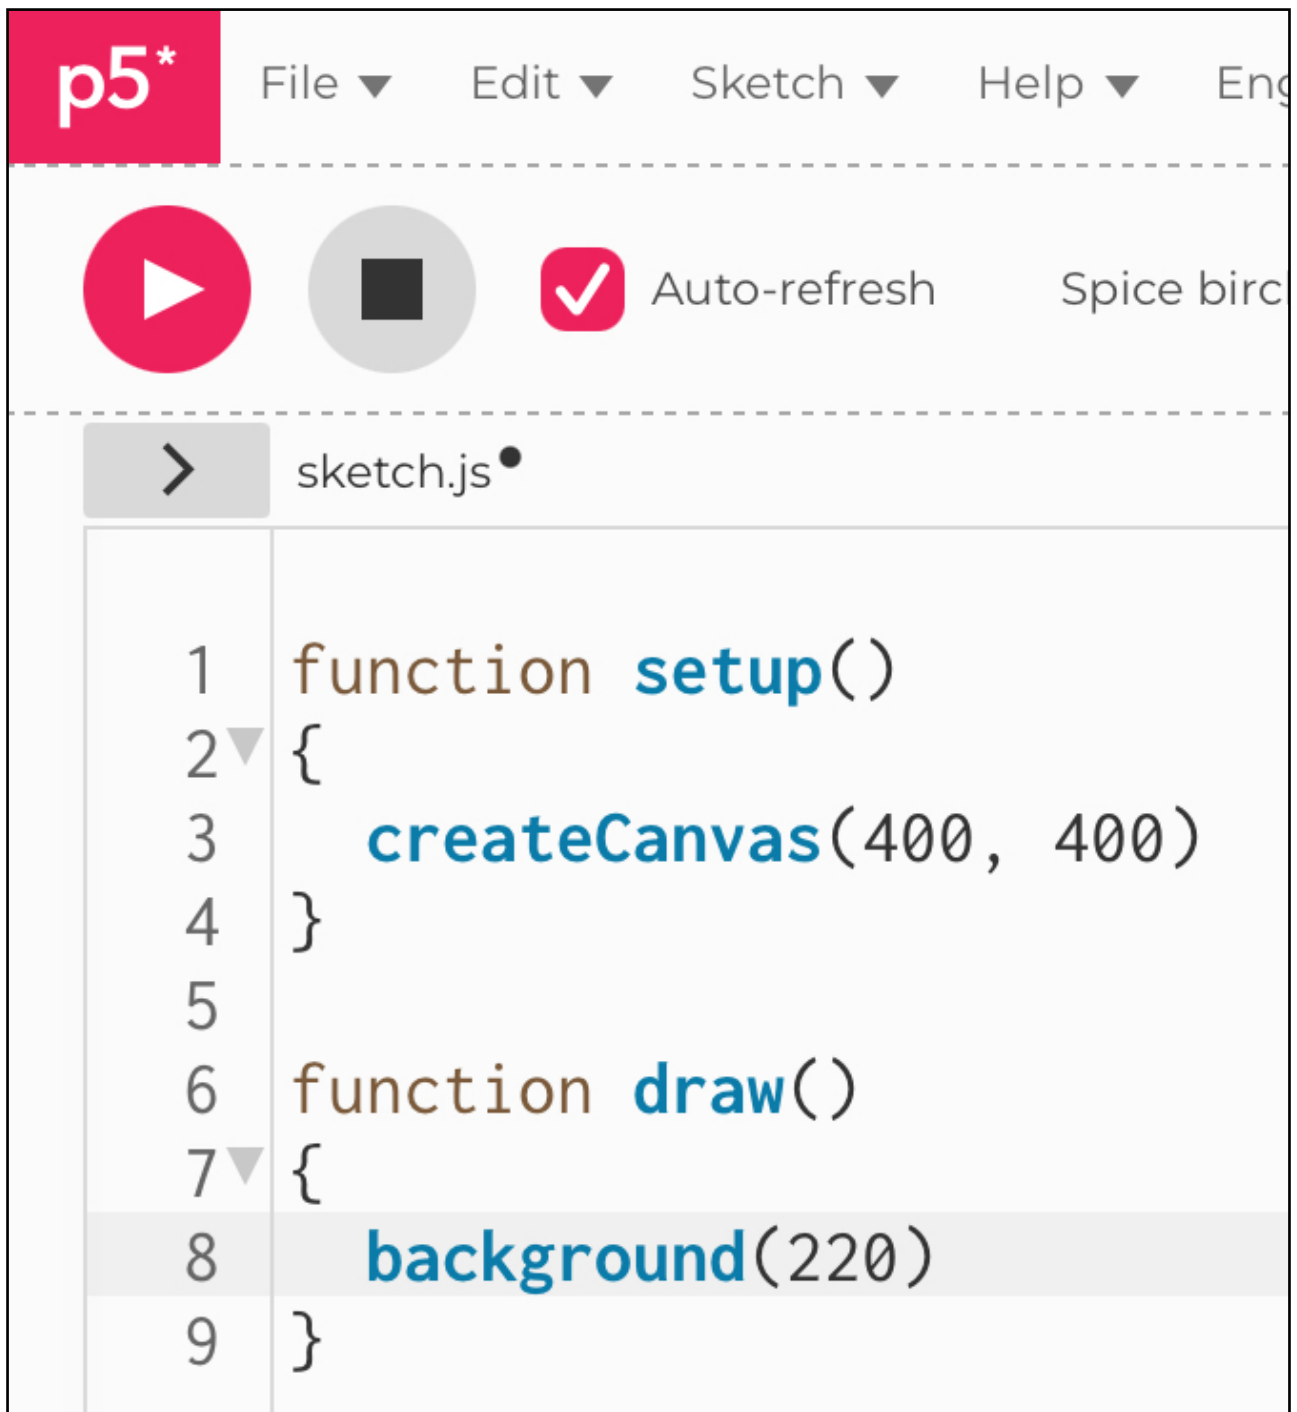 p5* File Edit Sketch Help
Auto-refresh Spice
sketch.js
1 function setup()
2 {
3   createCanvas(400, 400)
4 }
5
6 function draw()
7 {
8   background(220)
9 }